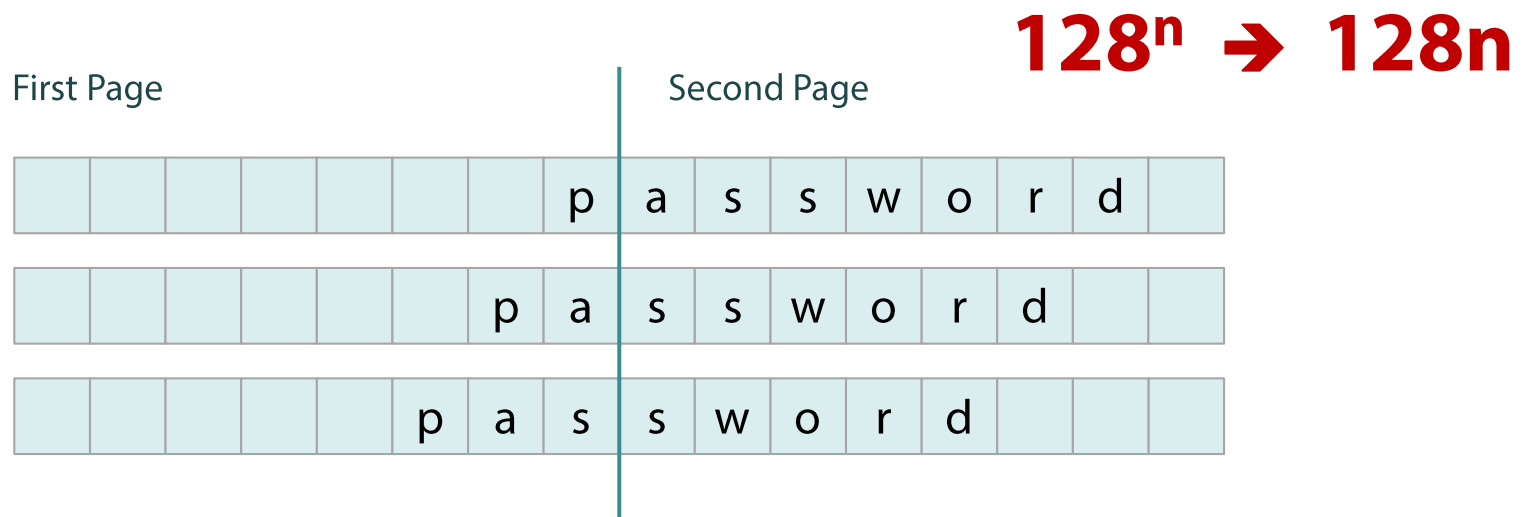 128ⁿ ➔ 128n
First Page Second Page
p a s s w o r d
p a s s w o r d
p a s s w o r d